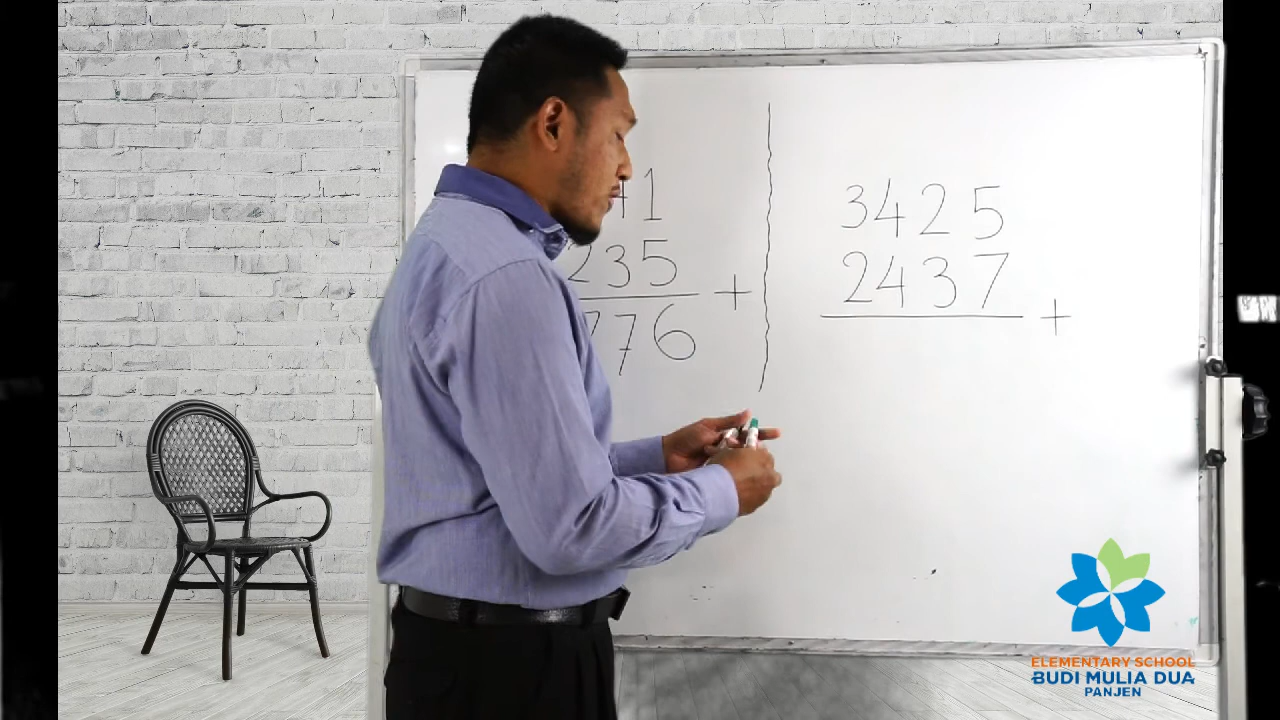 41
235
+
776
3425
2437
+
ELEMENTARY SCHOOL
BUDI MULIA DUA
PANJEN